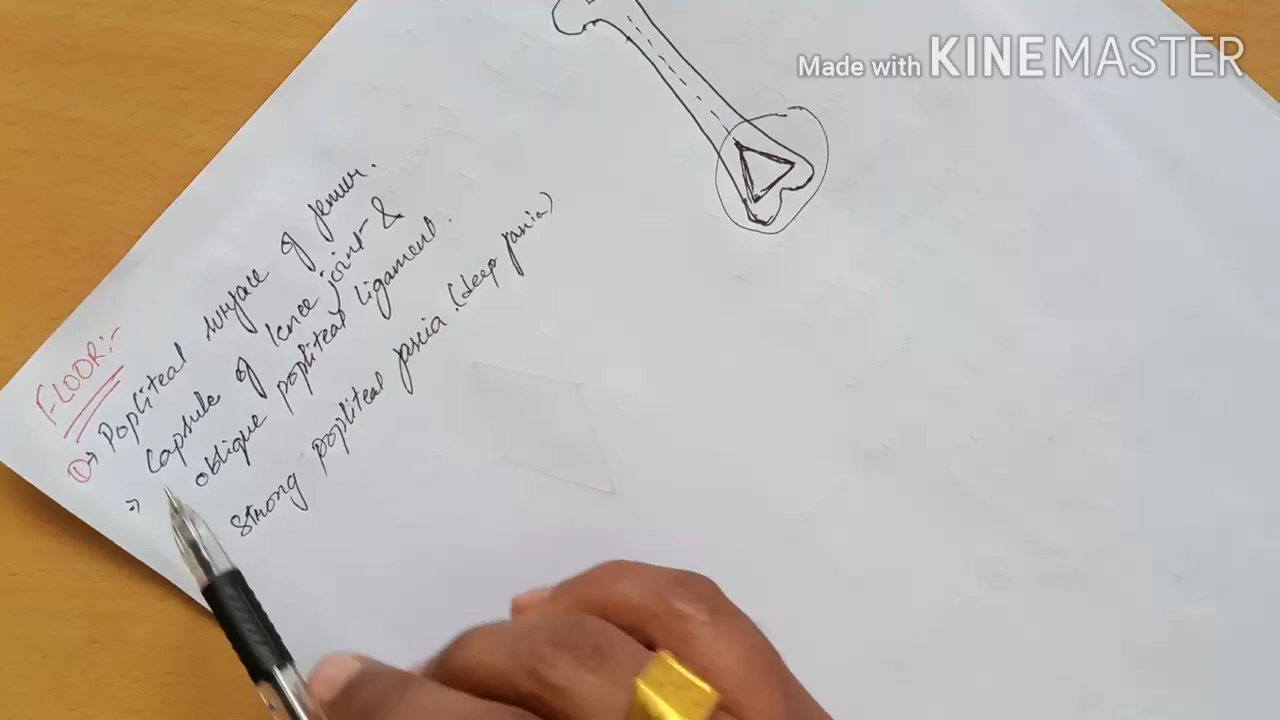 Made with KINEMASTER
FLOOR:-
① → Popliteal surface of femur.
⇒ Capsule of knee joint &
oblique popliteal ligament.
Strong popliteal fascia. (deep fascia)